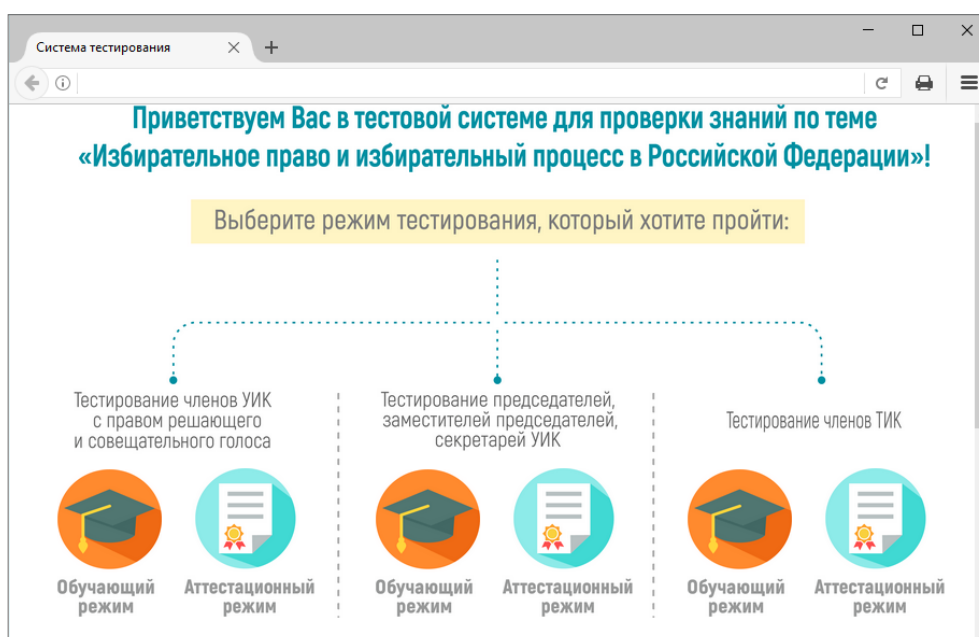 Система тестирования
Приветствуем Вас в тестовой системе для проверки знаний по теме
«Избирательное право и избирательный процесс в Российской Федерации»!
Выберите режим тестирования, который хотите пройти:
Тестирование членов УИК
с правом решающего
и совещательного голоса
Обучающий
режим
Аттестационный
режим
Тестирование председателей,
заместителей председателей,
секретарей УИК
Обучающий
режим
Аттестационный
режим
Тестирование членов ТИК
Обучающий
режим
Аттестационный
режим